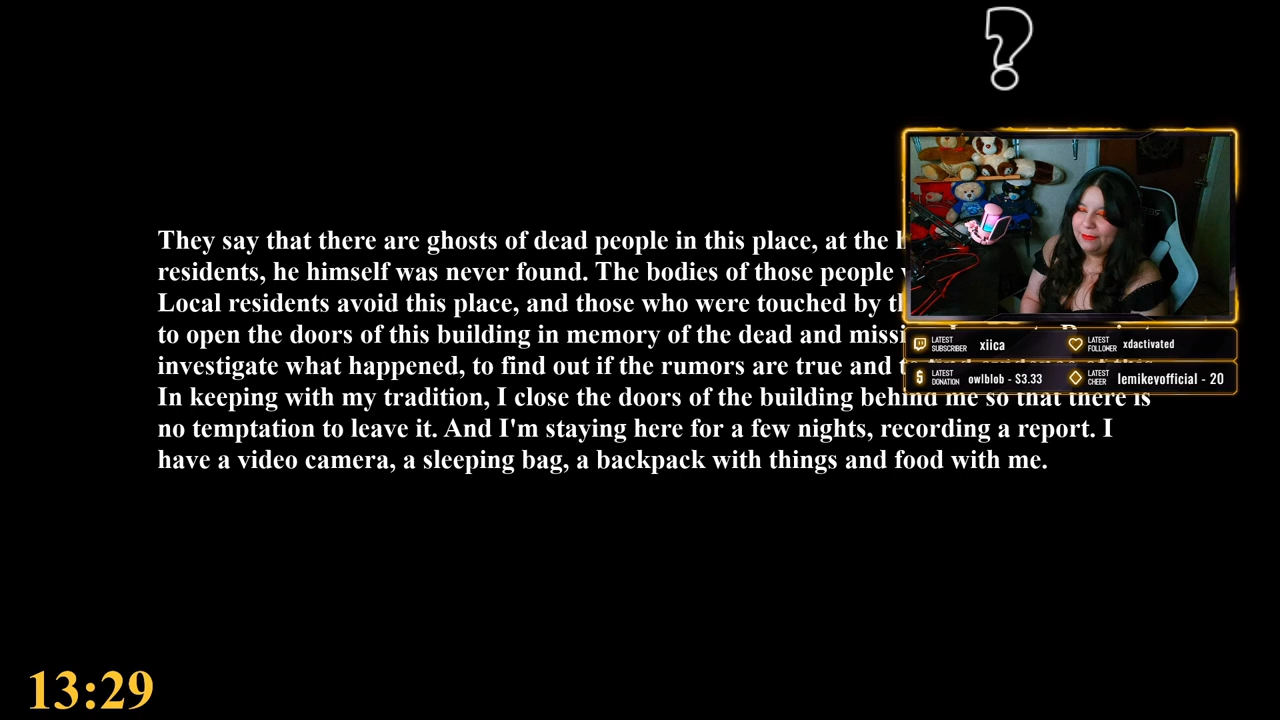 ?
They say that there are ghosts of dead people in this place, at the
residents, he himself was never found. The bodies of those people
Local residents avoid this place, and those who were touched by
to open the doors of this building in memory of the dead and
investigate what happened, to find out if the rumors are true and
In keeping with my tradition, I close the doors of the building behind me so that there is
no temptation to leave it. And I'm staying here for a few nights, recording a report. I
have a video camera, a sleeping bag, a backpack with things and food with me.
LATEST SUBSCRIBER xiica
LATEST FOLLOWER xdactivated
LATEST DONATION owlblob - $3.33
LATEST CHEER lemikeyofficial - 20
13:29